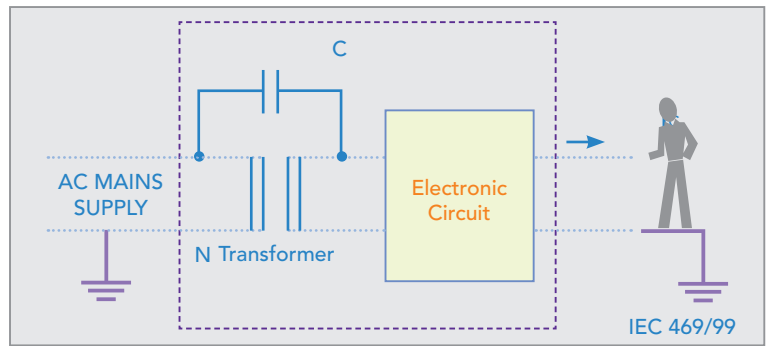 C
AC MAINS
SUPPLY
Electronic
Circuit
N Transformer
IEC 469/99